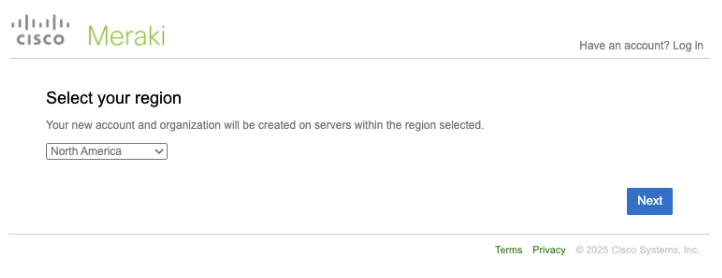 CISCO Meraki
Have an account? Log in
Select your region
Your new account and organization will be created on servers within the region selected.
North America
Next
Terms Privacy © 2025 Cisco Systems, Inc.